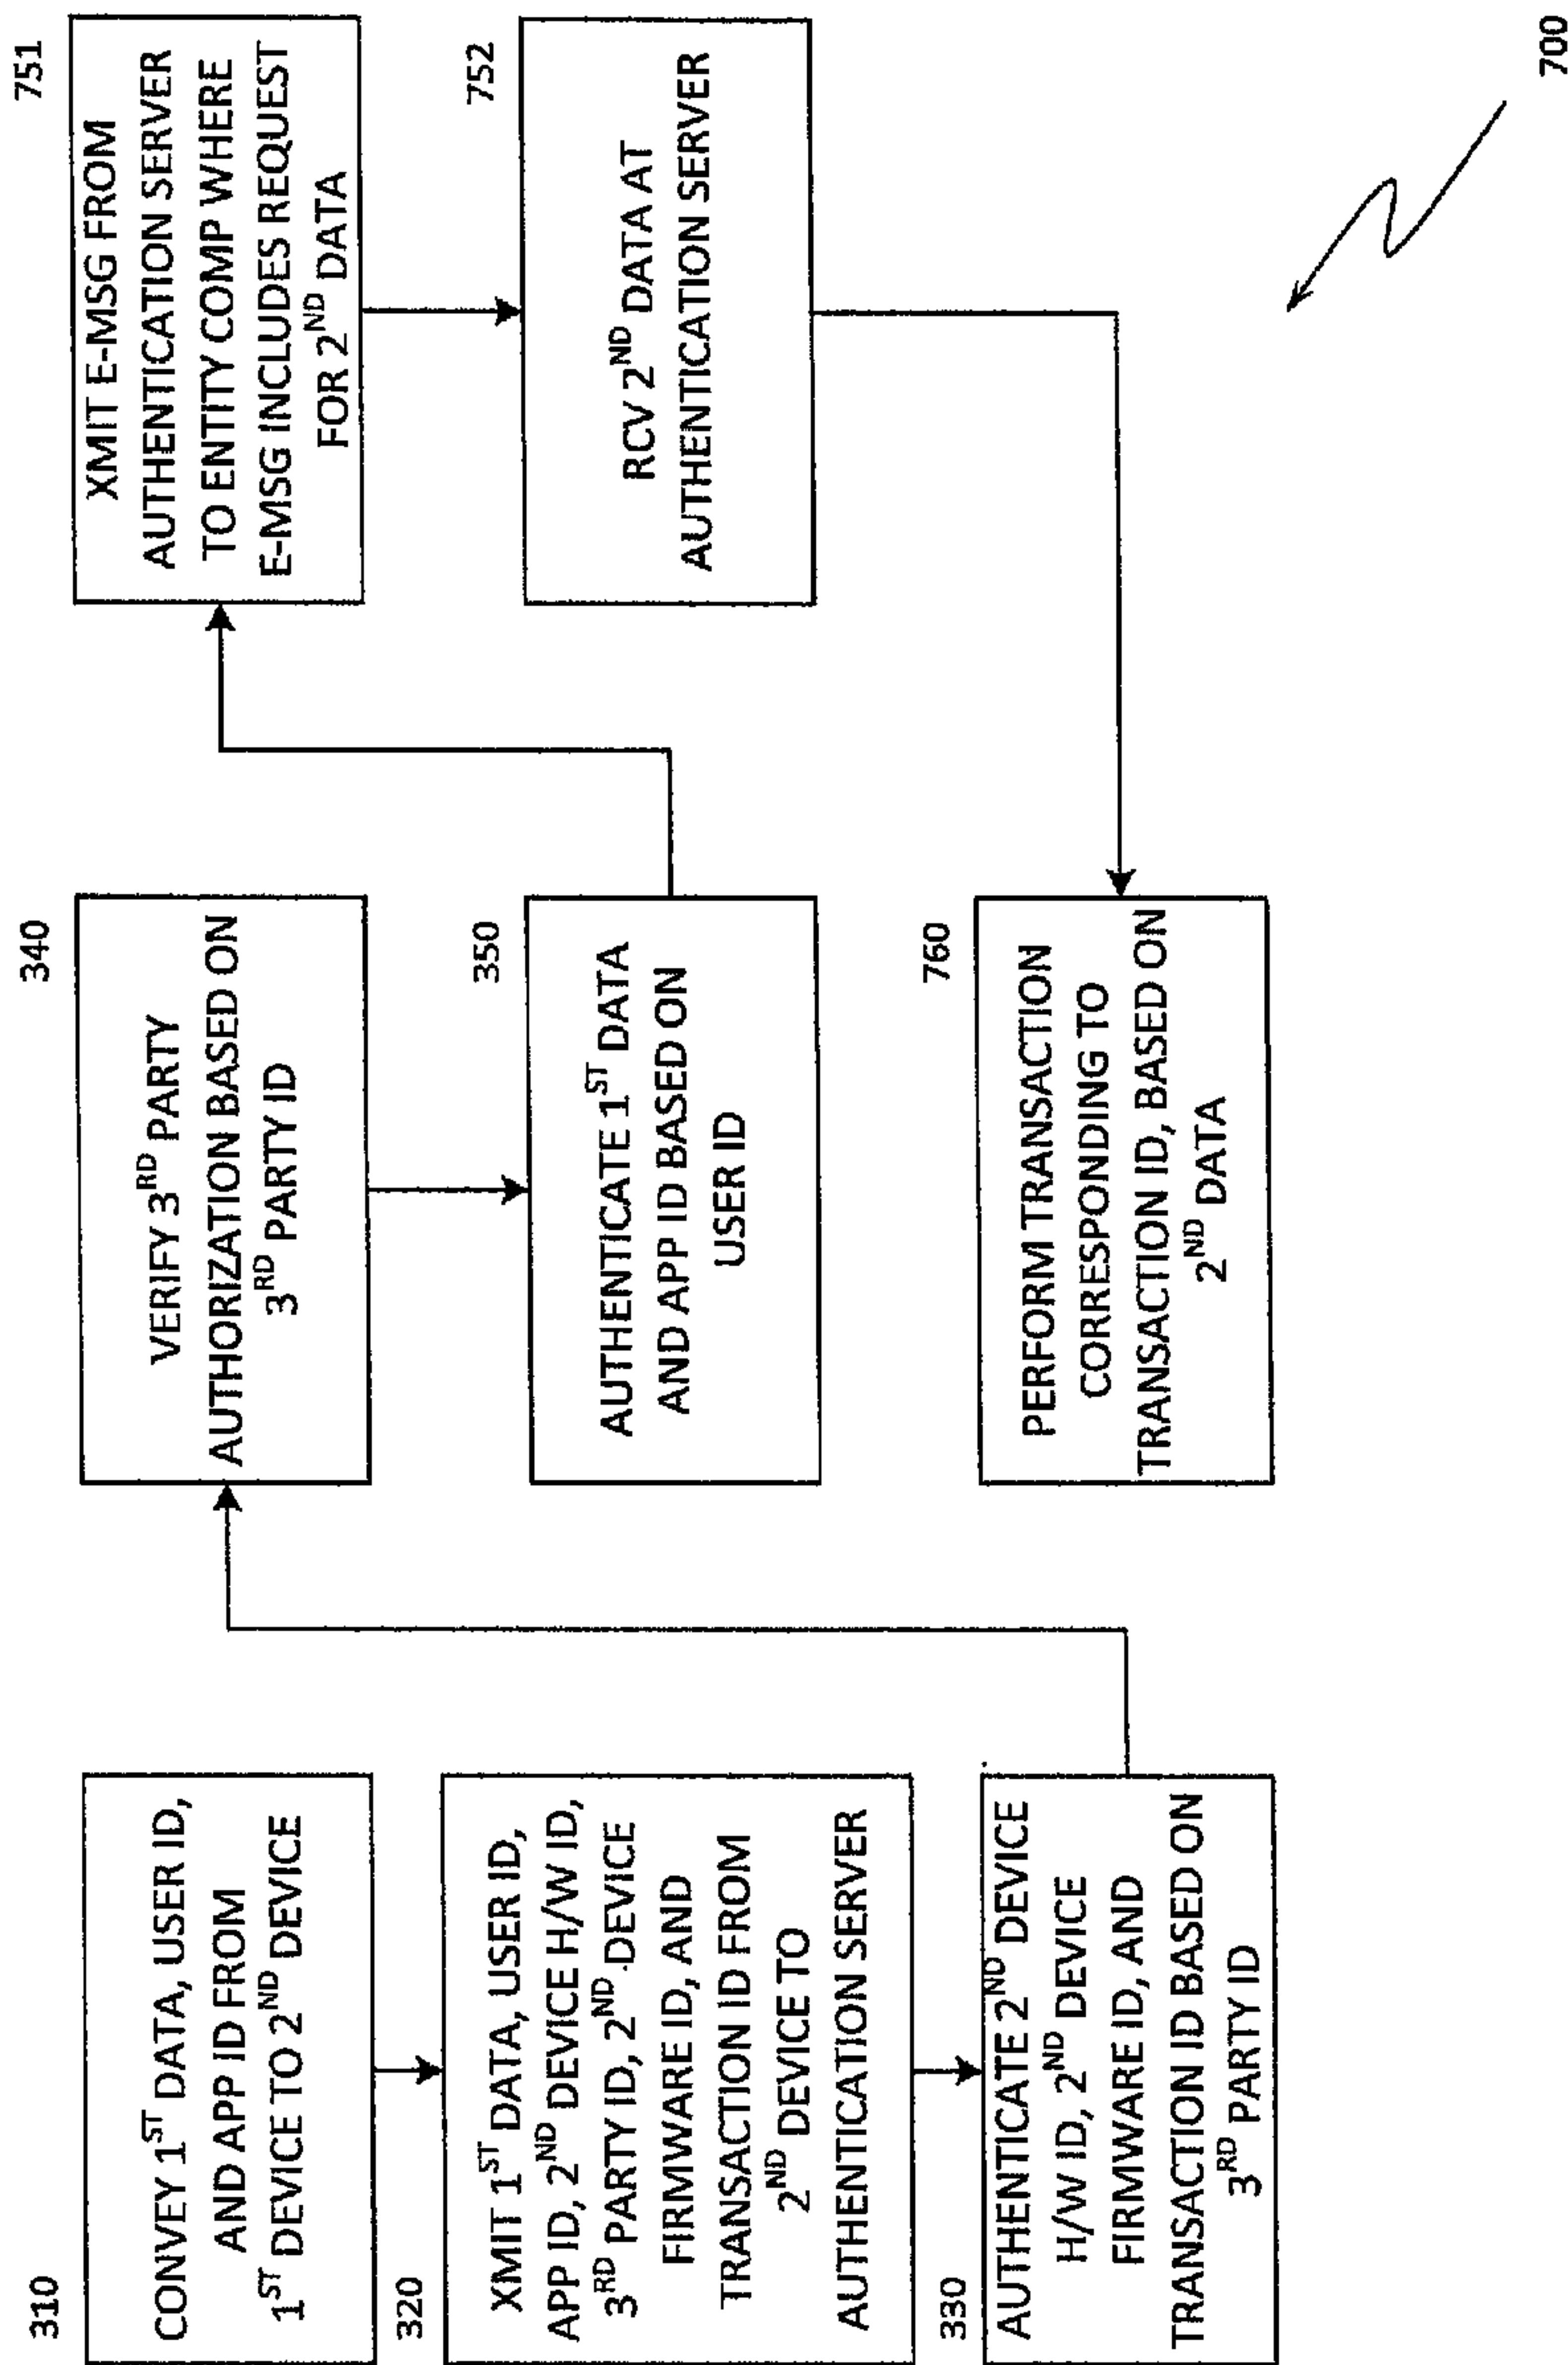 310
CONVEY 1ST DATA, USER ID,
AND APP ID FROM
1ST DEVICE TO 2ND DEVICE
320
XMIT 1ST DATA, USER ID,
APP ID, 2ND DEVICE H/W ID,
3RD PARTY ID, 2ND DEVICE
FIRMWARE ID, AND
TRANSACTION ID FROM
2ND DEVICE TO
AUTHENTICATION SERVER
330
AUTHENTICATE 2ND DEVICE
H/W ID, 2ND DEVICE
FIRMWARE ID, AND
TRANSACTION ID BASED ON
3RD PARTY ID
340
VERIFY 3RD PARTY
AUTHORIZATION BASED ON
3RD PARTY ID
350
AUTHENTICATE 1ST DATA
AND APP ID BASED ON
USER ID
751
XMIT E-MSG FROM
AUTHENTICATION SERVER
TO ENTITY COMP WHERE
E-MSG INCLUDES REQUEST
FOR 2ND DATA
752
RCV 2ND DATA AT
AUTHENTICATION SERVER
760
PERFORM TRANSACTION
CORRESPONDING TO
TRANSACTION ID, BASED ON
2ND DATA
700